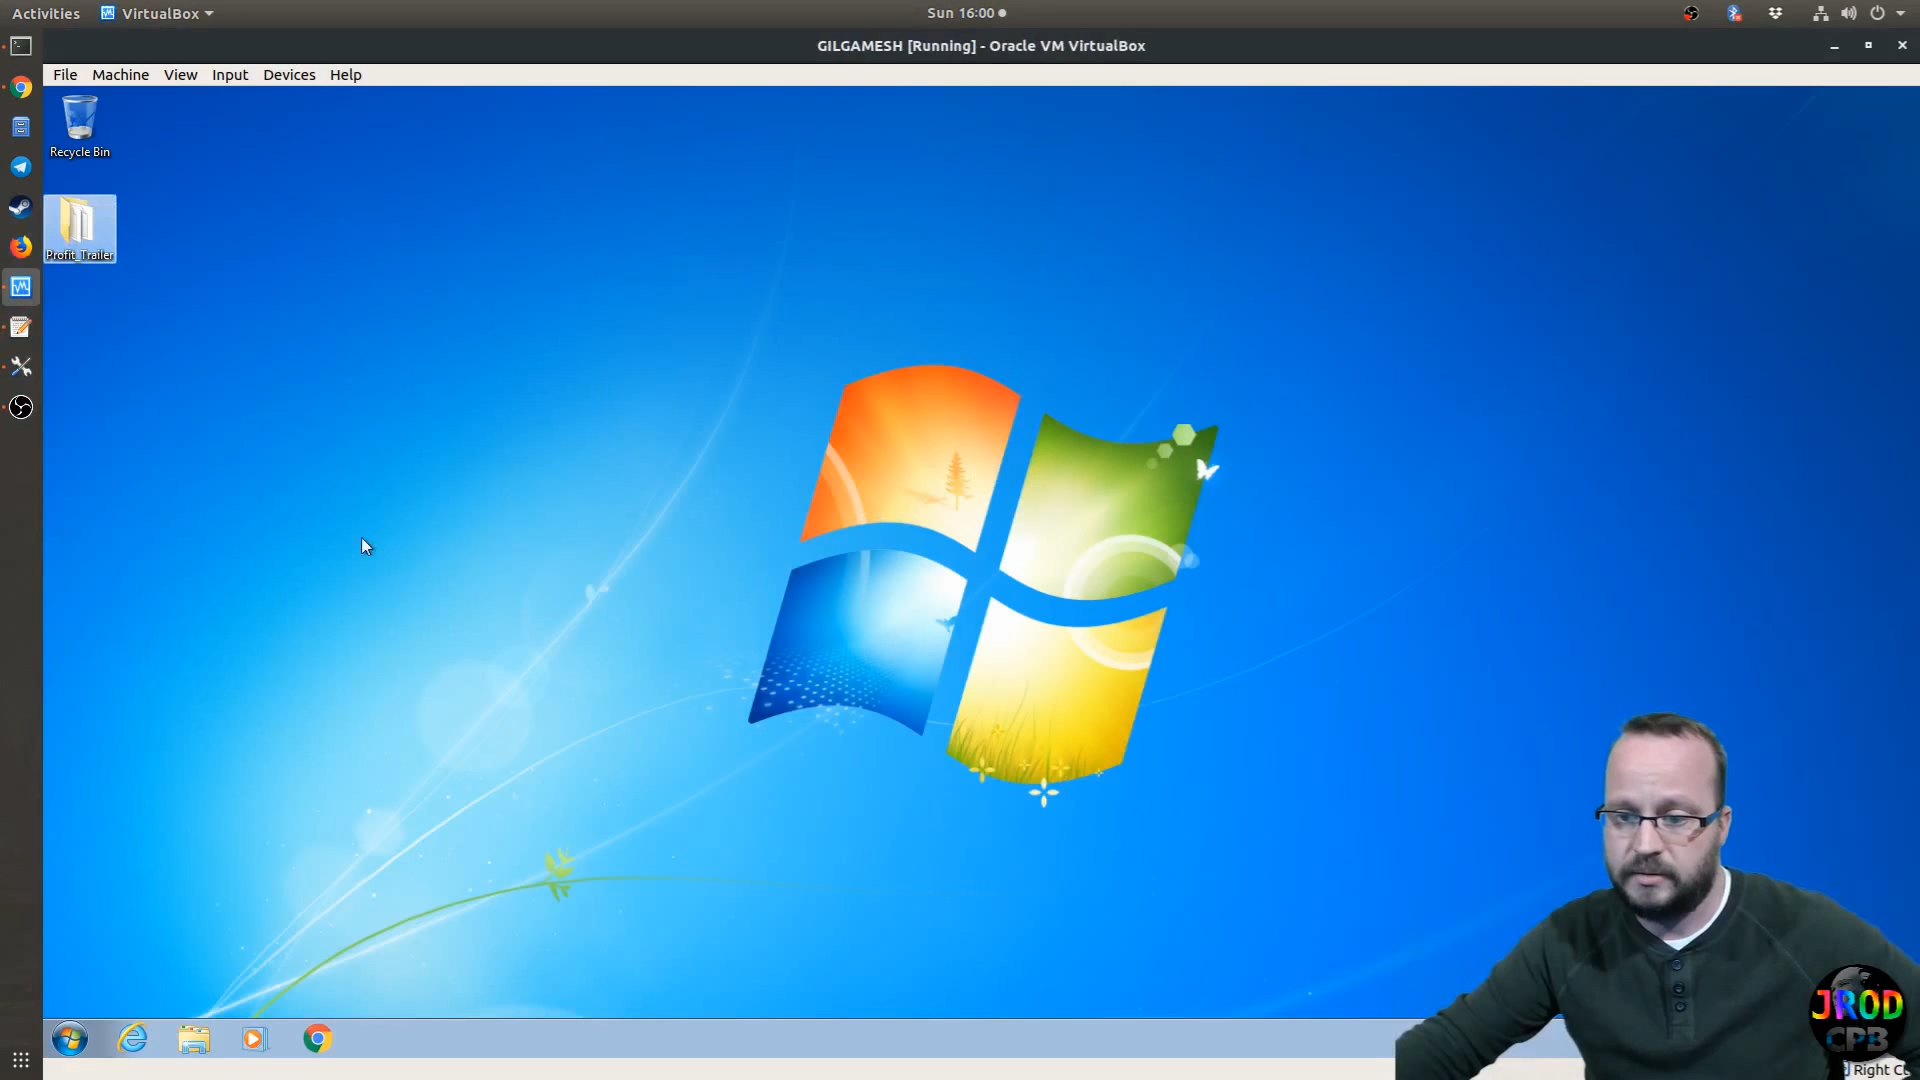 Activities VirtualBox Sun 16:00
GILGAMESH [Running] - Oracle VM VirtualBox
File Machine View Input Devices Help
Recycle Bin
Profit_Trailer
JROD
CPB
Right